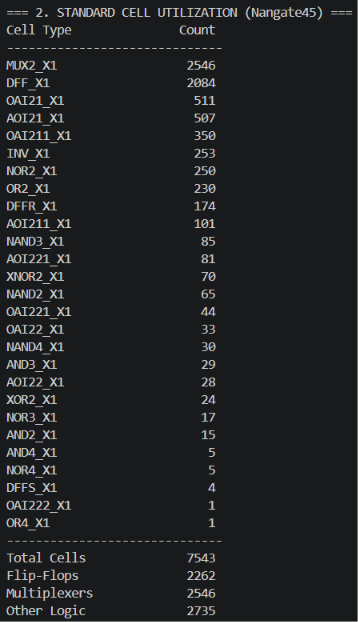 === 2. STANDARD CELL UTILIZATION (Nangate45) ===
Cell Type Count
------------------------------
MUX2_X1 2546
DFF_X1 2084
OAI21_X1 511
AOI21_X1 507
OAI211_X1 350
INV_X1 253
NOR2_X1 250
OR2_X1 230
DFFR_X1 174
AOI211_X1 101
NAND3_X1 85
AOI221_X1 81
XNOR2_X1 70
NAND2_X1 65
OAI221_X1 44
OAI22_X1 33
NAND4_X1 30
AND3_X1 29
AOI22_X1 28
XOR2_X1 24
NOR3_X1 17
AND2_X1 15
AND4_X1 5
NOR4_X1 5
DFFS_X1 4
OAI222_X1 1
OR4_X1 1
------------------------------
Total Cells 7543
Flip-Flops 2262
Multiplexers 2546
Other Logic 2735